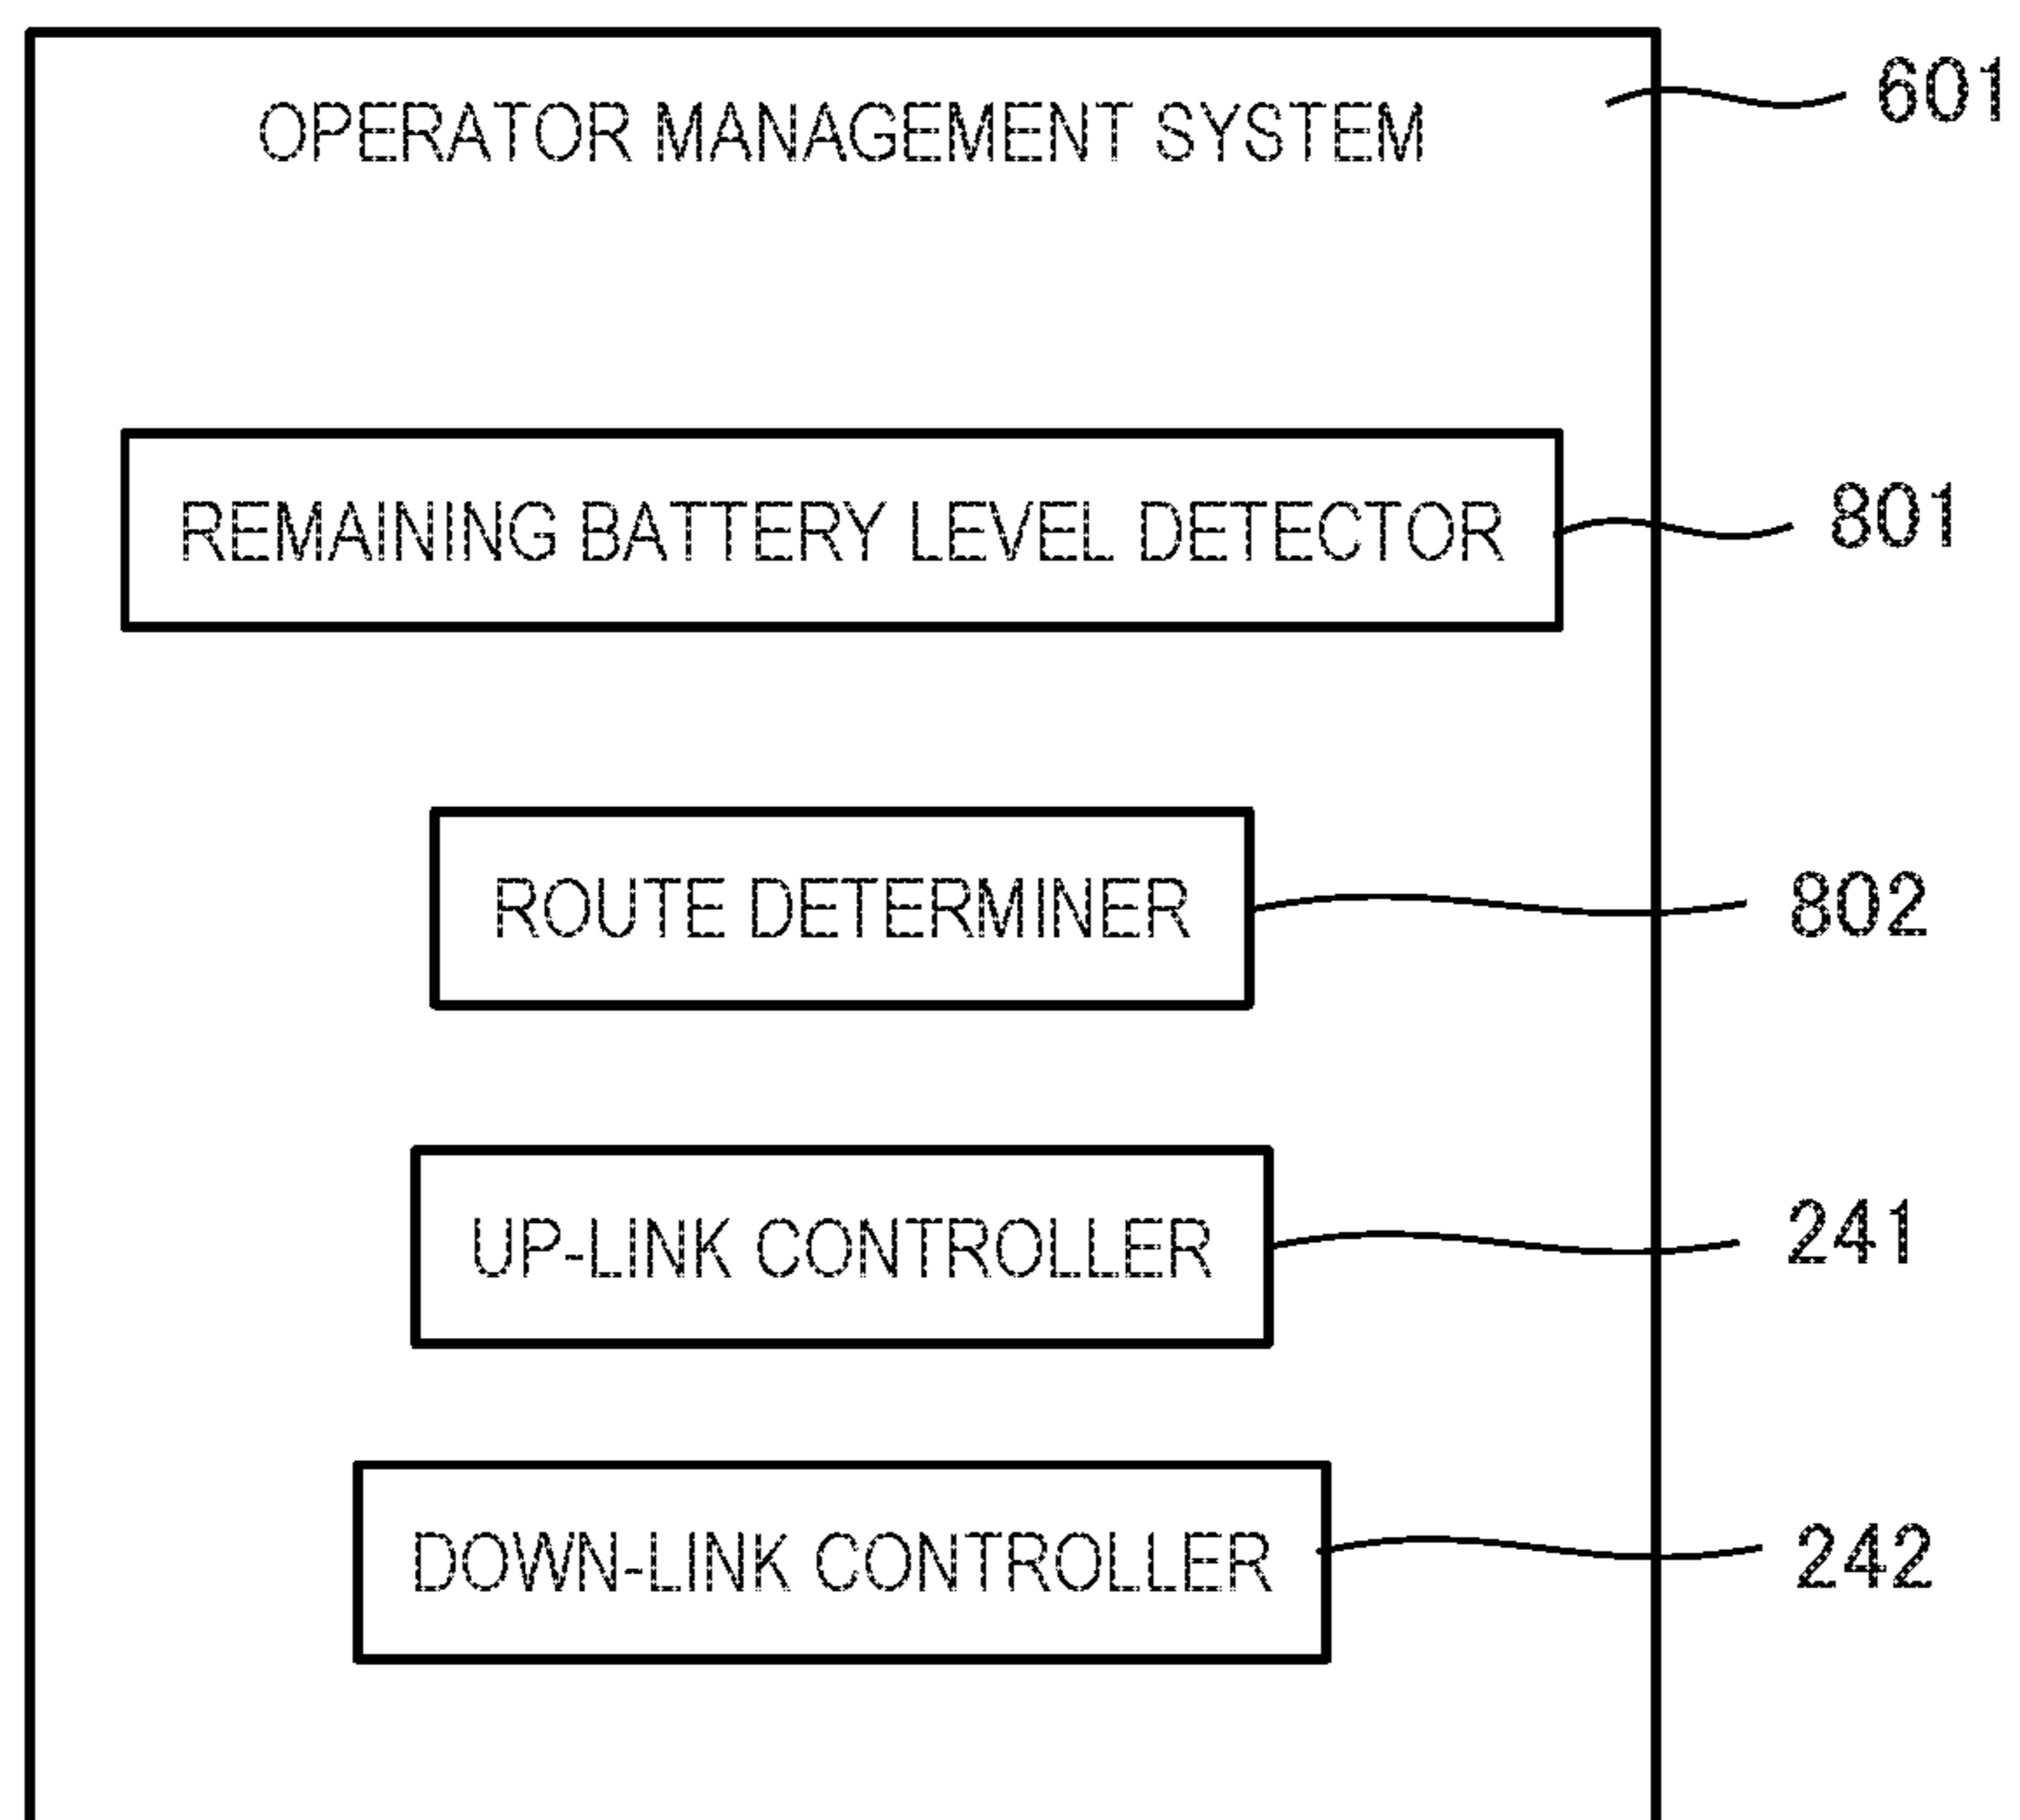 OPERATOR MANAGEMENT SYSTEM 601
REMAINING BATTERY LEVEL DETECTOR 801
ROUTE DETERMINER 802
UP-LINK CONTROLLER 241
DOWN-LINK CONTROLLER 242